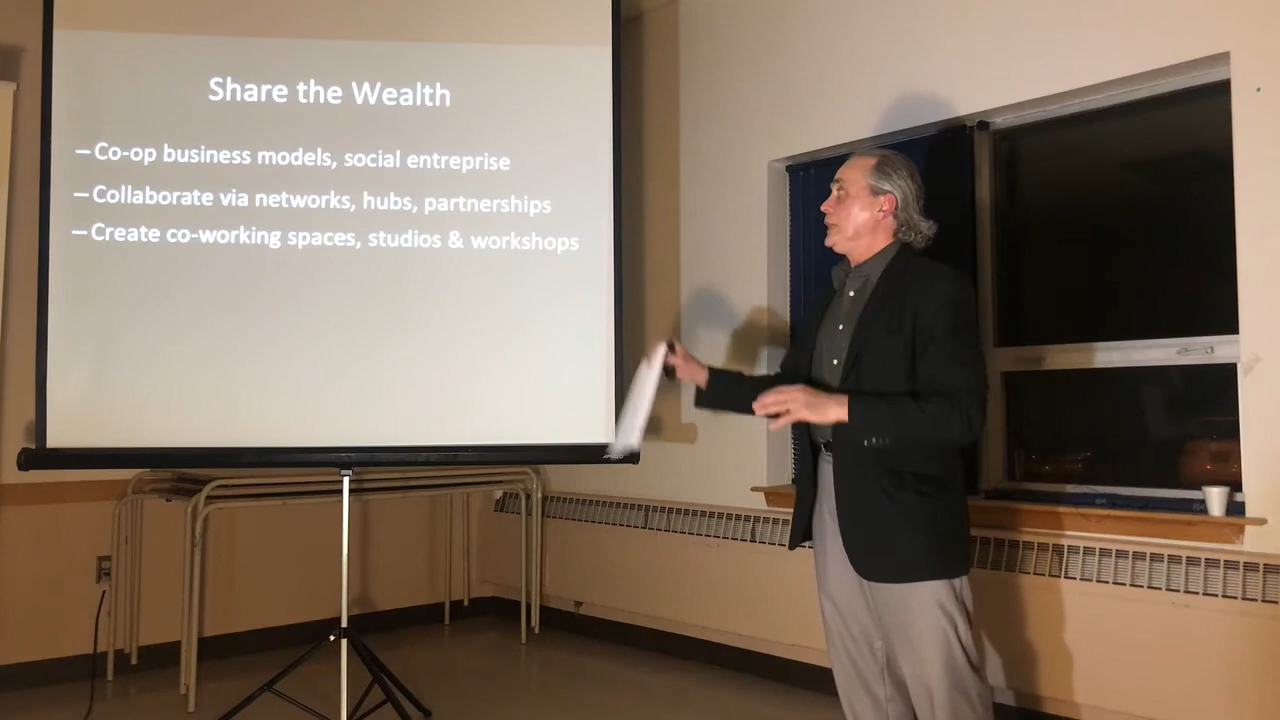 Share the Wealth
– Co-op business models, social entreprise
– Collaborate via networks, hubs, partnerships
– Create co-working spaces, studios & workshops
APOLLO